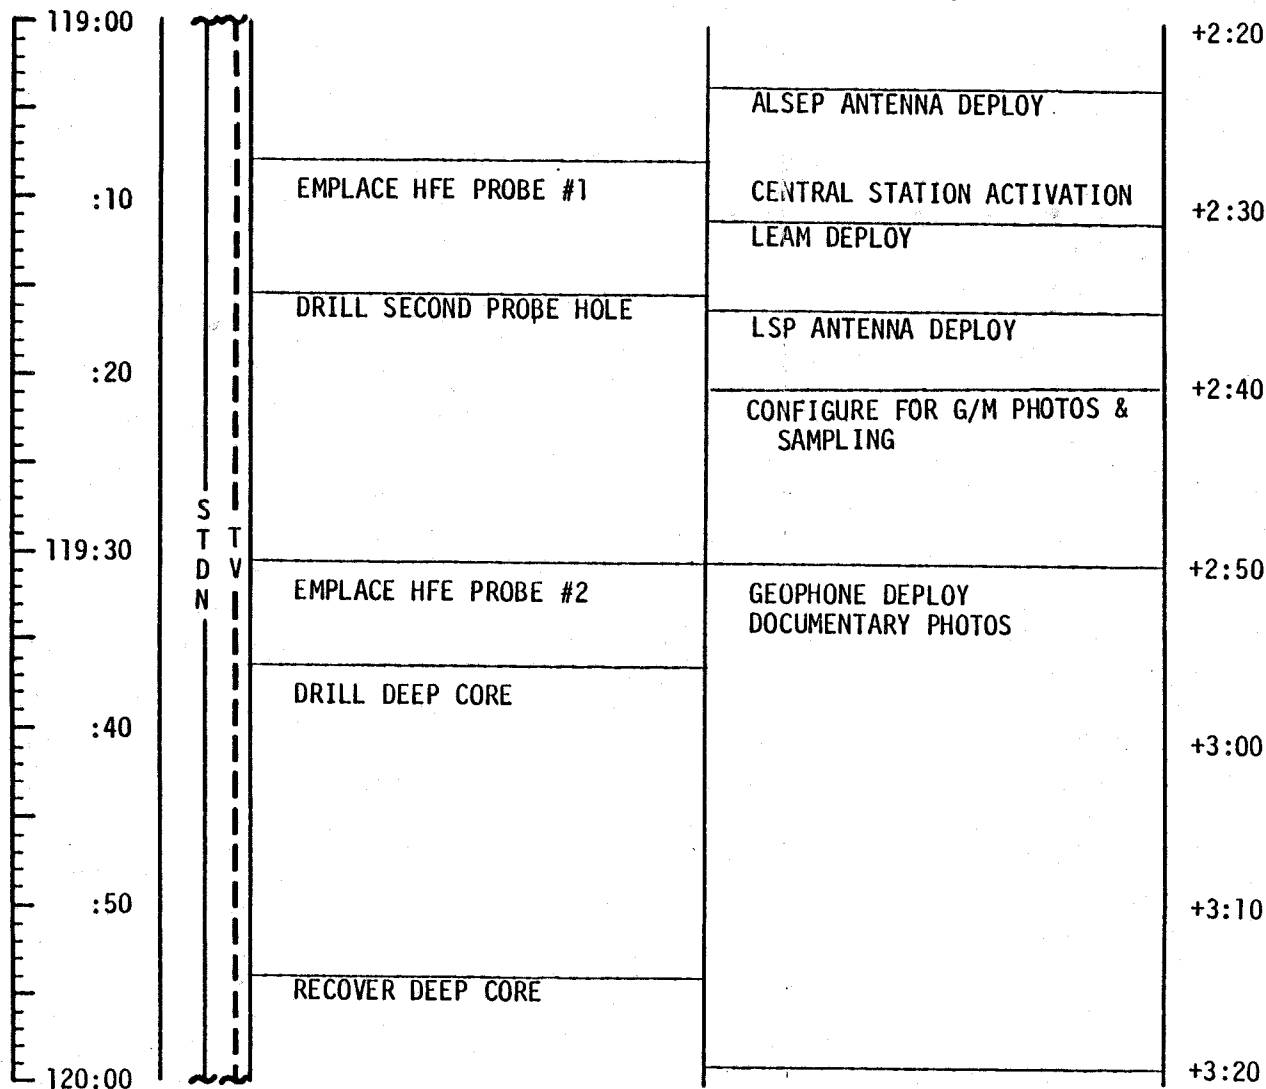 119:00
+2:20
ALSEP ANTENNA DEPLOY
EMPLACE HFE PROBE #1
CENTRAL STATION ACTIVATION
:10
+2:30
LEAM DEPLOY
DRILL SECOND PROBE HOLE
LSP ANTENNA DEPLOY
:20
+2:40
CONFIGURE FOR G/M PHOTOS &
SAMPLING
STDN
TV
119:30
+2:50
EMPLACE HFE PROBE #2
GEOPHONE DEPLOY
DOCUMENTARY PHOTOS
DRILL DEEP CORE
:40
+3:00
:50
+3:10
RECOVER DEEP CORE
120:00
+3:20